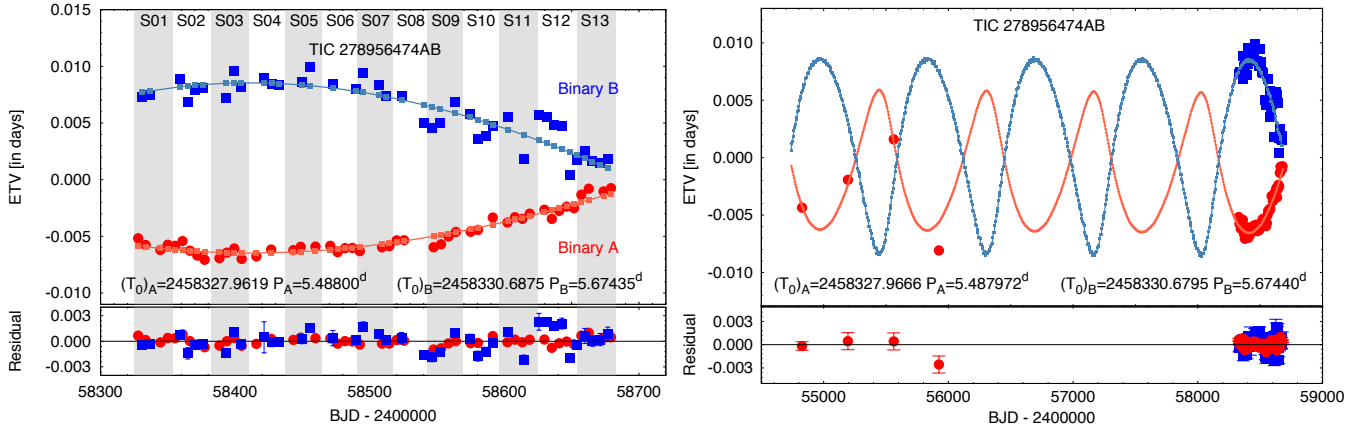 S01 S02 S03 S04 S05 S06 S07 S08 S09 S10 S11 S12 S13
TIC 278956474AB
Binary B
Binary A
(T0)A=2458327.9619 PA=5.48800d (T0)B=2458330.6875 PB=5.67435d
ETV [in days]
0.015
0.010
0.005
0.000
-0.005
-0.010
Residual
0.003
0.000
-0.003
58300 58400 58500 58600 58700
BJD - 2400000
TIC 278956474AB
(T0)A=2458327.9666 PA=5.487972d (T0)B=2458330.6795 PB=5.67440d
ETV [in days]
0.010
0.005
0.000
-0.005
-0.010
Residual
0.003
0.000
-0.003
55000 56000 57000 58000 59000
BJD - 2400000